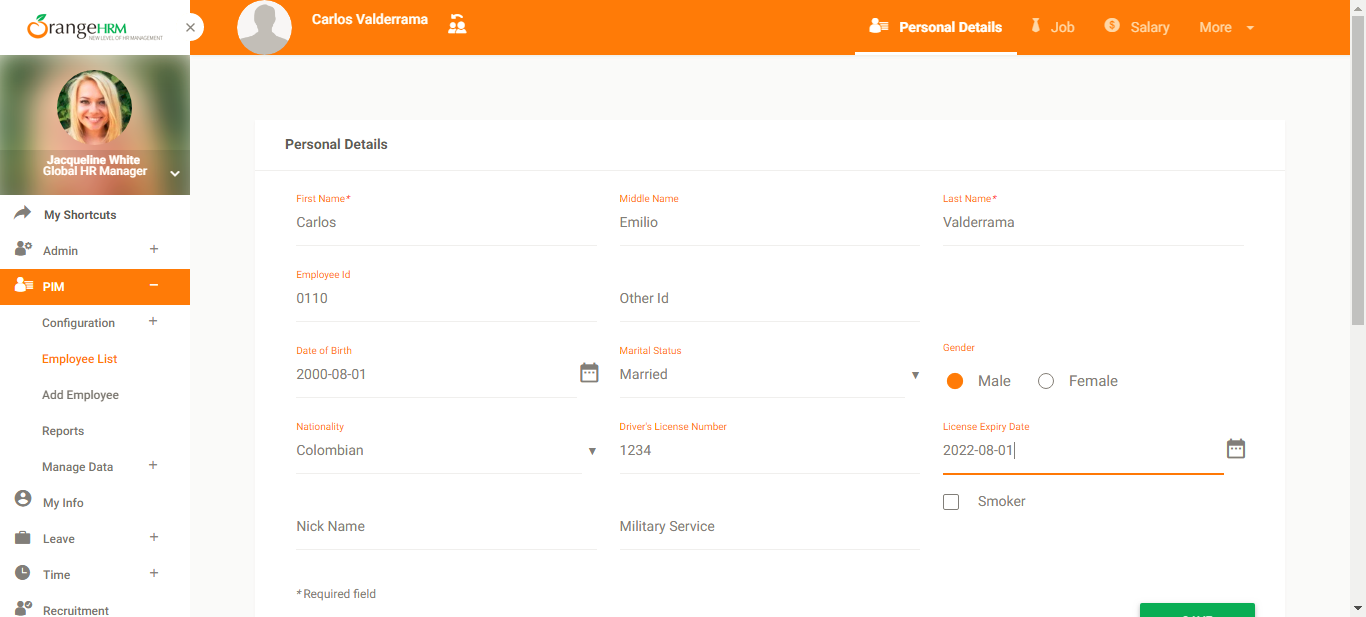 OrangeHRM
NEW LEVEL OF HR MANAGEMENT
Carlos Valderrama
Personal Details
Job
Salary
More
Jacqueline White
Global HR Manager
My Shortcuts
Admin
PIM
Configuration
Employee List
Add Employee
Reports
Manage Data
My Info
Leave
Time
Recruitment
Personal Details
First Name*
Middle Name
Last Name*
Carlos
Emilio
Valderrama
Employee Id
0110
Other Id
Date of Birth
Marital Status
Gender
2000-08-01
Married
Male
Female
Nationality
Driver's License Number
License Expiry Date
Colombian
1234
2022-08-01
Smoker
Nick Name
Military Service
* Required field